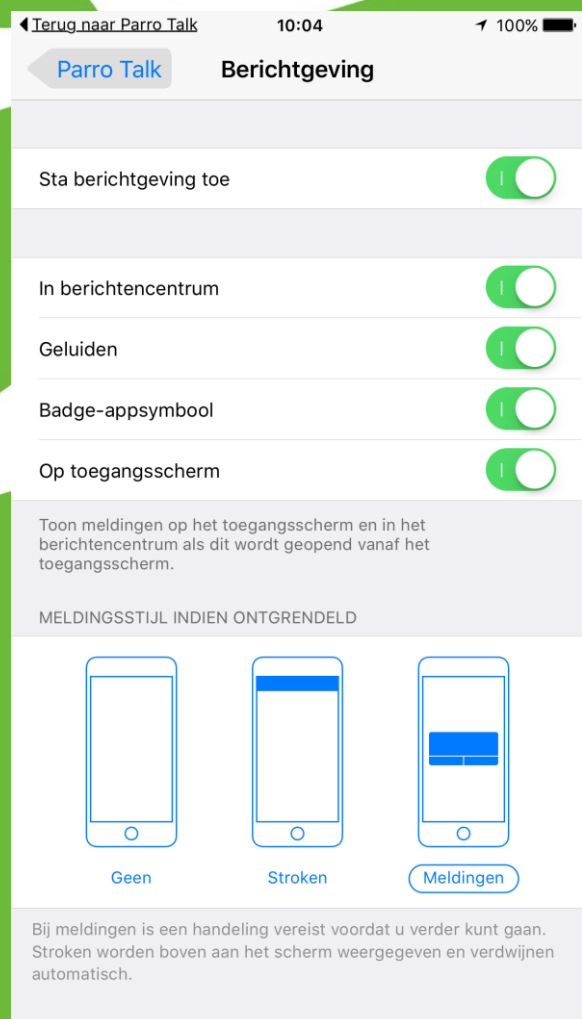 Terug naar Parro Talk 10:04 100%
Parro Talk Berichtgeving
Sta berichtgeving toe
In berichtencentrum
Geluiden
Badge-appsymbool
Op toegangsscherm
Toon meldingen op het toegangsscherm en in het
berichtencentrum als dit wordt geopend vanaf het
toegangsscherm.
MELDINGSSTIJL INDIEN ONTGRENDELD
Geen Stroken Meldingen
Bij meldingen is een handeling vereist voordat u verder kunt gaan.
Stroken worden boven aan het scherm weergegeven en verdwijnen
automatisch.